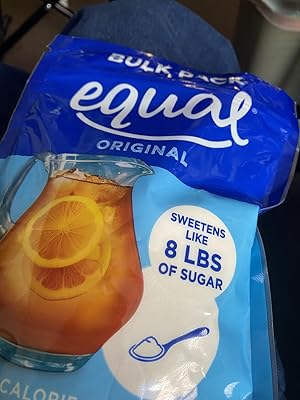 BULK PACK
equal
ORIGINAL
SWEETENS
LIKE
8 LBS
OF SUGAR